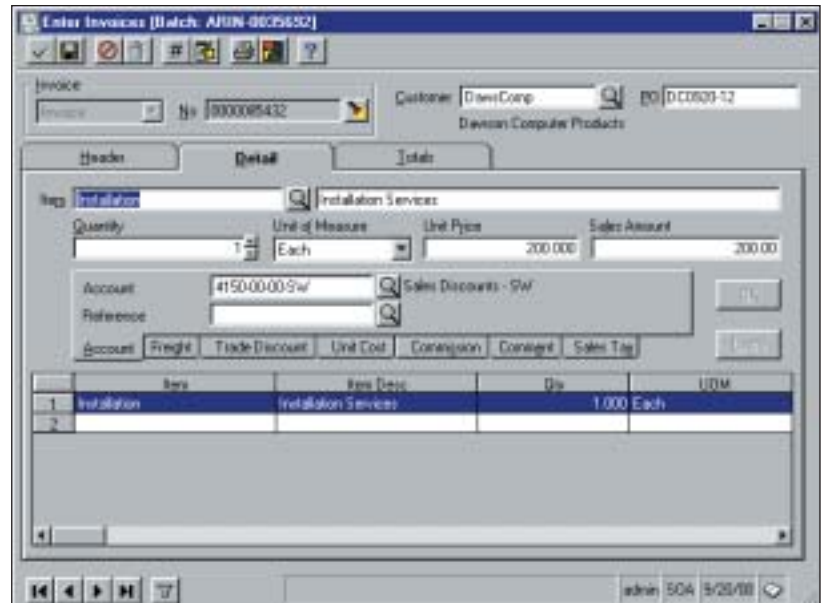 Enter Invoices [Batch: ARIN-0035692]
Invoice
Invoice No 0000085432 Customer DawsComp PO DC0920-12
Dawson Computer Products
Header Detail Totals
Item Installation Installation Services
Quantity Unit of Measure Unit Price Sales Amount
1 Each 200.000 200.00
Account 4150-00-00-SW Sales Discounts - SW
Reference
Account Freight Trade Discount Unit Cost Commission Comment Sales Tax
Item Item Desc Qty UOM
1 Installation Installation Services 1.000 Each
2
admin SOA 9/20/00